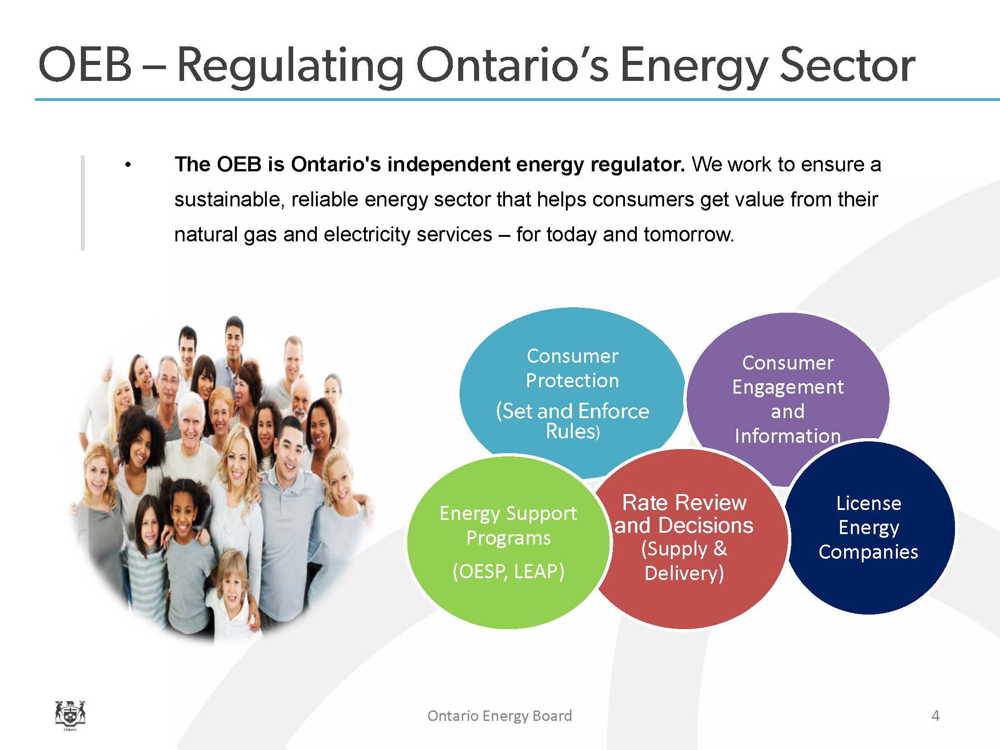 OEB – Regulating Ontario’s Energy Sector
• The OEB is Ontario's independent energy regulator. We work to ensure a
sustainable, reliable energy sector that helps consumers get value from their
natural gas and electricity services – for today and tomorrow.
Consumer
Protection
(Set and Enforce
Rules)
Consumer
Engagement
and
Information
Energy Support
Programs
(OESP, LEAP)
Rate Review
and Decisions
(Supply &
Delivery)
License
Energy
Companies
Ontario
Ontario Energy Board
4